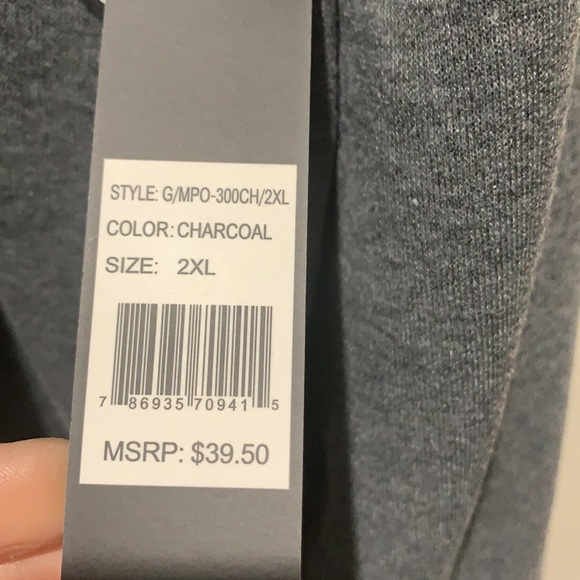 STYLE: G/MPO-300CH/2XL
COLOR: CHARCOAL
SIZE: 2XL
7 86935 70941 5
MSRP: $39.50